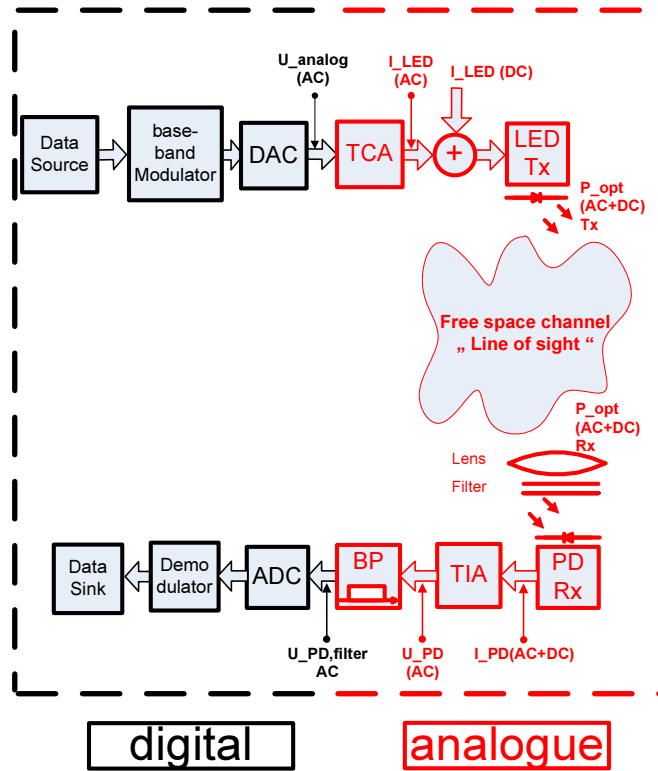 U_analog
(AC)
I_LED
(AC)
I_LED (DC)
Data
Source
base-
band
Modulator
DAC
TCA
+
LED
Tx
P_opt
(AC+DC)
Tx
Free space channel
„ Line of sight “
P_opt
(AC+DC)
Rx
Lens
Filter
Data
Sink
Demo
dulator
ADC
BP
TIA
PD
Rx
U_PD,filter
AC
U_PD
(AC)
I_PD(AC+DC)
digital
analogue